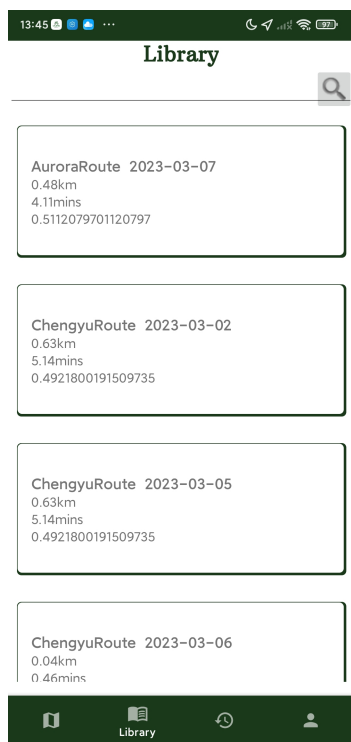 13:45
97
Library
AuroraRoute 2023-03-07
0.48km
4.11mins
0.5112079701120797
ChengyuRoute 2023-03-02
0.63km
5.14mins
0.4921800191509735
ChengyuRoute 2023-03-05
0.63km
5.14mins
0.4921800191509735
ChengyuRoute 2023-03-06
0.04km
0.46mins
Library